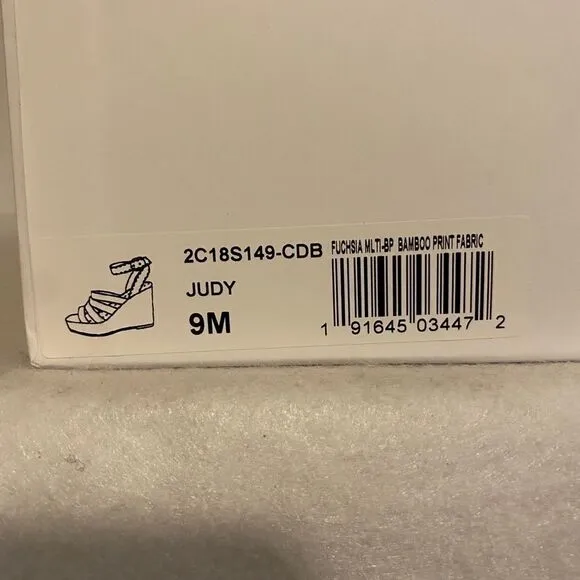 2C18S149-CDB
JUDY
9M
FUCHSIA MLTI-BP BAMBOO PRINT FABRIC
1 91645 03447 2